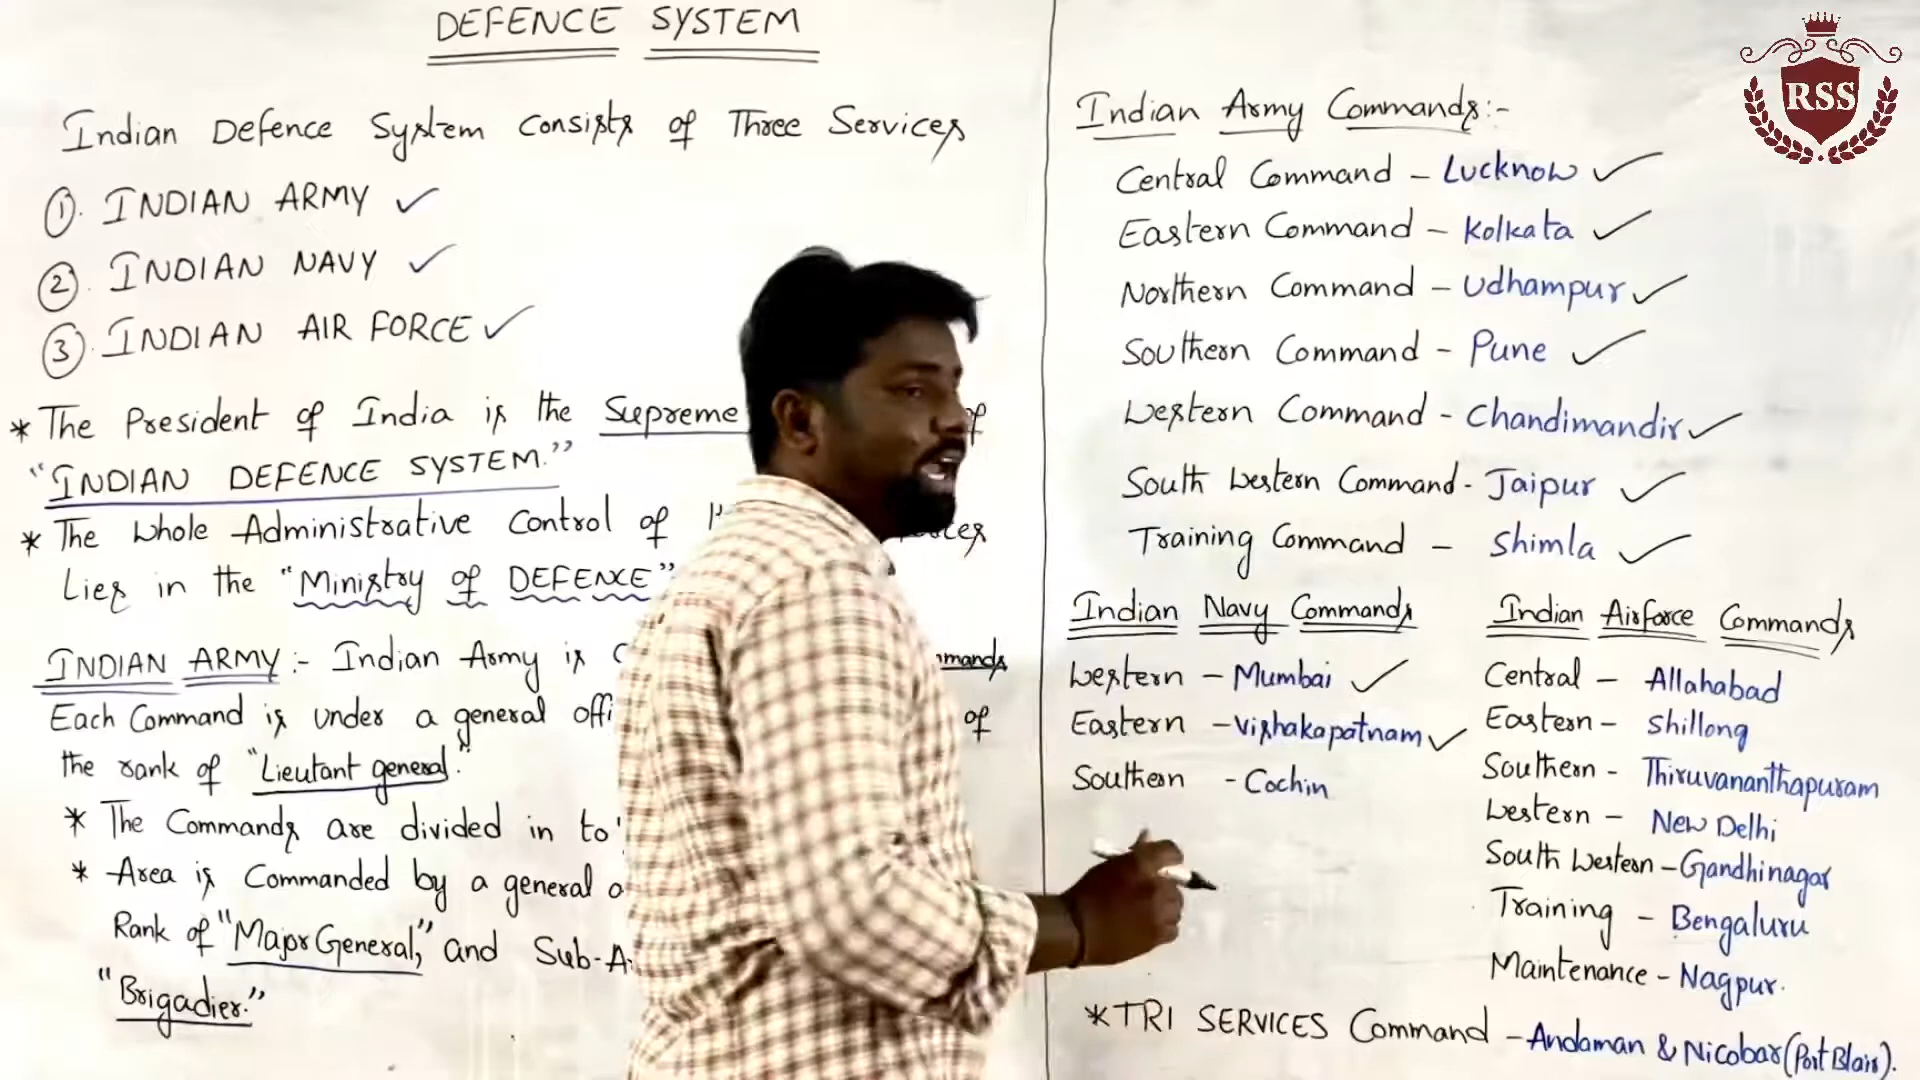 DEFENCE SYSTEM
Indian Defence System Consists of Three Services
1. INDIAN ARMY ✓
2. INDIAN NAVY ✓
3. INDIAN AIR FORCE ✓
* The President of India is the Supreme of
"INDIAN DEFENCE SYSTEM."
* The Whole Administrative Control of
Lies in the "Ministry of DEFENCE"
INDIAN ARMY:- Indian Army is
Each Command is under a general of
the rank of "Lieutant general."
* The Commands are divided in to
* Area is Commanded by a general
Rank of "Major General," and Sub-A
"Brigadier."
Indian Army Commands:-
Central Command - Lucknow ✓
Eastern Command - Kolkata ✓
Northern Command - Udhampur ✓
Southern Command - Pune ✓
Western Command - Chandimandir ✓
South Western Command - Jaipur ✓
Training Command - Shimla ✓
Indian Navy Commands
Western - Mumbai ✓
Eastern - Vishakapatnam ✓
Southern - Cochin
Indian Airforce Commands
Central - Allahabad
Eastern - Shillong
Southern - Thiruvananthapuram
Western - New Delhi
South Western - Gandhinagar
Training - Bengaluru
Maintenance - Nagpur.
* TRI SERVICES Command - Andaman & Nicobar (Port Blair).
RSS